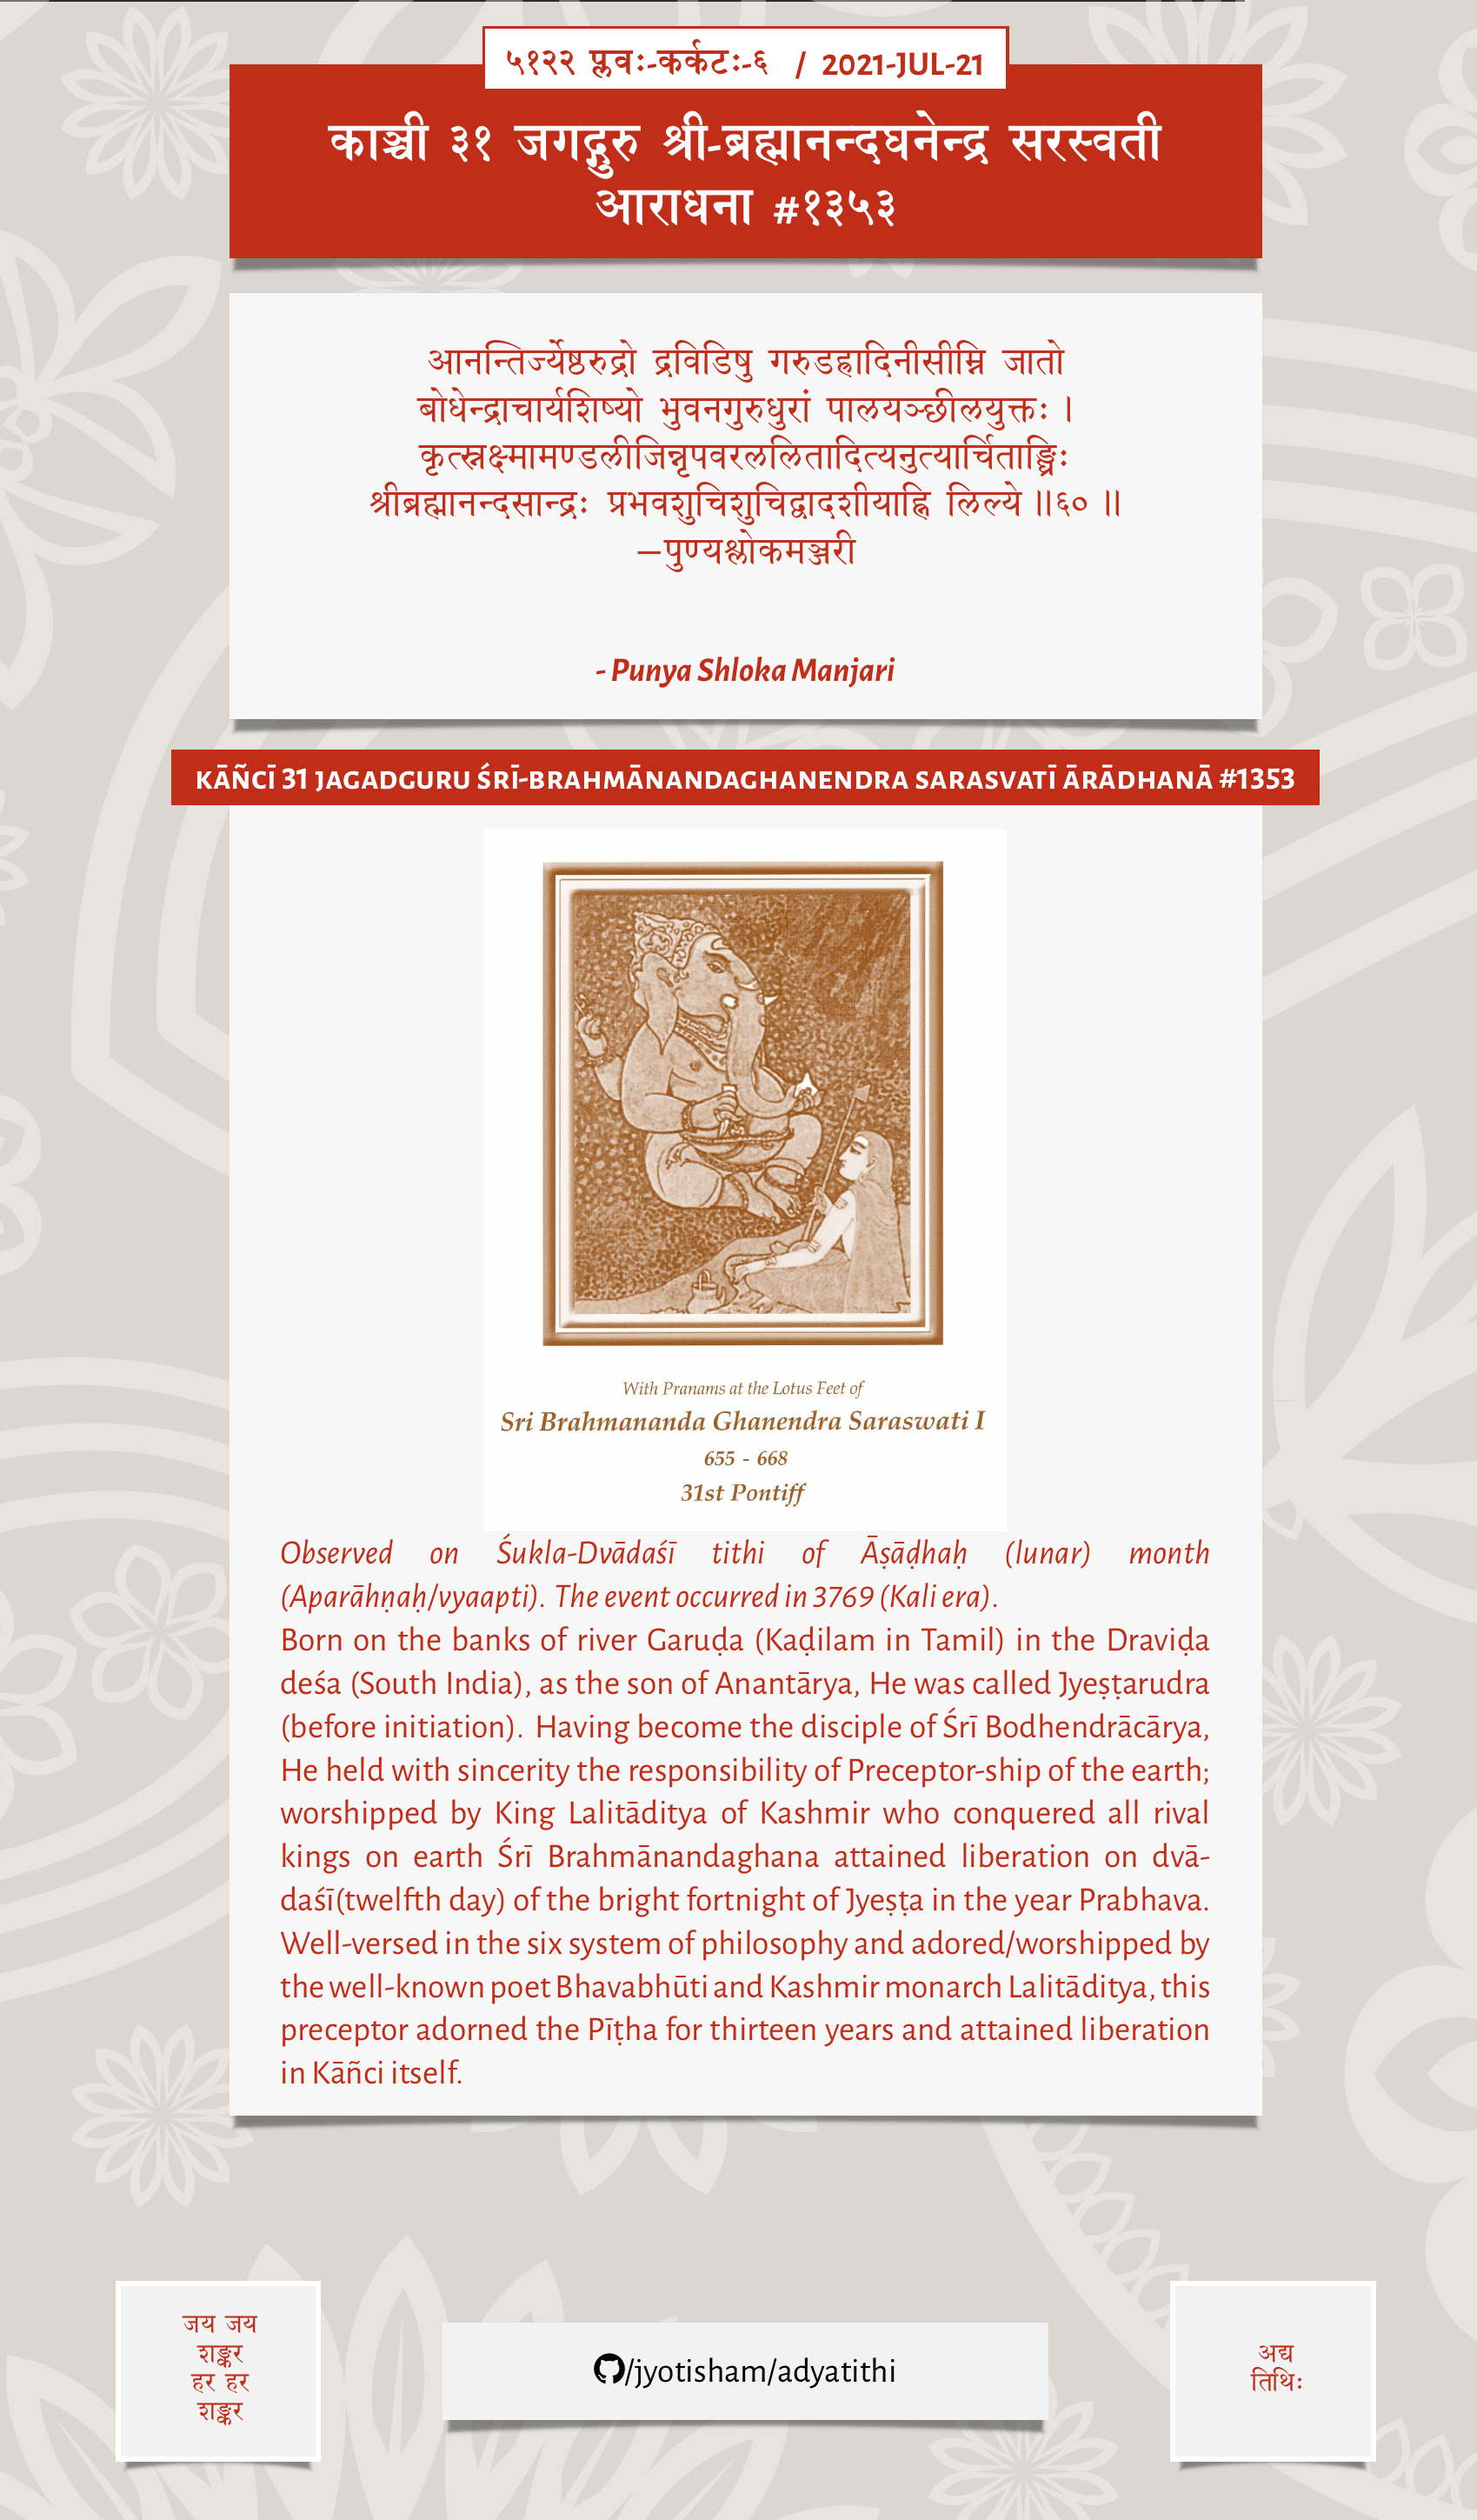 ५१२२ प्लवः-कर्कटः-६ / 2021-JUL-21
काञ्ची ३१ जगद्गुरु श्री-ब्रह्मानन्दघनेन्द्र सरस्वती
आराधना #१३५३
आनन्तिर्ज्येष्ठरुद्रो द्रविडिषु गरुडह्रादिनीसीम्नि जातो
बोधेन्द्राचार्यशिष्यो भुवनगुरुधुरां पालयञ्छीलयुक्तः ।
कृत्स्नक्ष्मामण्डलीजिन्नृपवरललितादित्यनुत्यार्चिताङ्घ्रिः
श्रीब्रह्मानन्दसान्द्रः प्रभवशुचिशुचिद्वादशीयाह्नि लिल्ये ॥६० ॥
—पुण्यश्लोकमञ्जरी
- Punya Shloka Manjari
KĀÑCĪ 31 JAGADGURU ŚRĪ-BRAHMĀNANDAGHANENDRA SARASVATĪ ĀRĀDHANĀ #1353
With Pranams at the Lotus Feet of
Sri Brahmananda Ghanendra Saraswati I
655 - 668
31st Pontiff
Observed on Śukla-Dvādaśī tithi of Āṣāḍhaḥ (lunar) month
(Aparāhṇaḥ/vyaapti). The event occurred in 3769 (Kali era).
Born on the banks of river Garuḍa (Kaḍilam in Tamil) in the Draviḍa
deśa (South India), as the son of Anantārya, He was called Jyeṣṭarudra
(before initiation). Having become the disciple of Śrī Bodhendrācārya,
He held with sincerity the responsibility of Preceptor-ship of the earth;
worshipped by King Lalitāditya of Kashmir who conquered all rival
kings on earth Śrī Brahmānandaghana attained liberation on dvā-
daśī(twelfth day) of the bright fortnight of Jyeṣṭa in the year Prabhava.
Well-versed in the six system of philosophy and adored/worshipped by
the well-known poet Bhavabhūti and Kashmir monarch Lalitāditya, this
preceptor adorned the Pīṭha for thirteen years and attained liberation
in Kāñci itself.
जय जय
शङ्कर
हर हर
शङ्कर
/jyotisham/adyatithi
अद्य
तिथिः